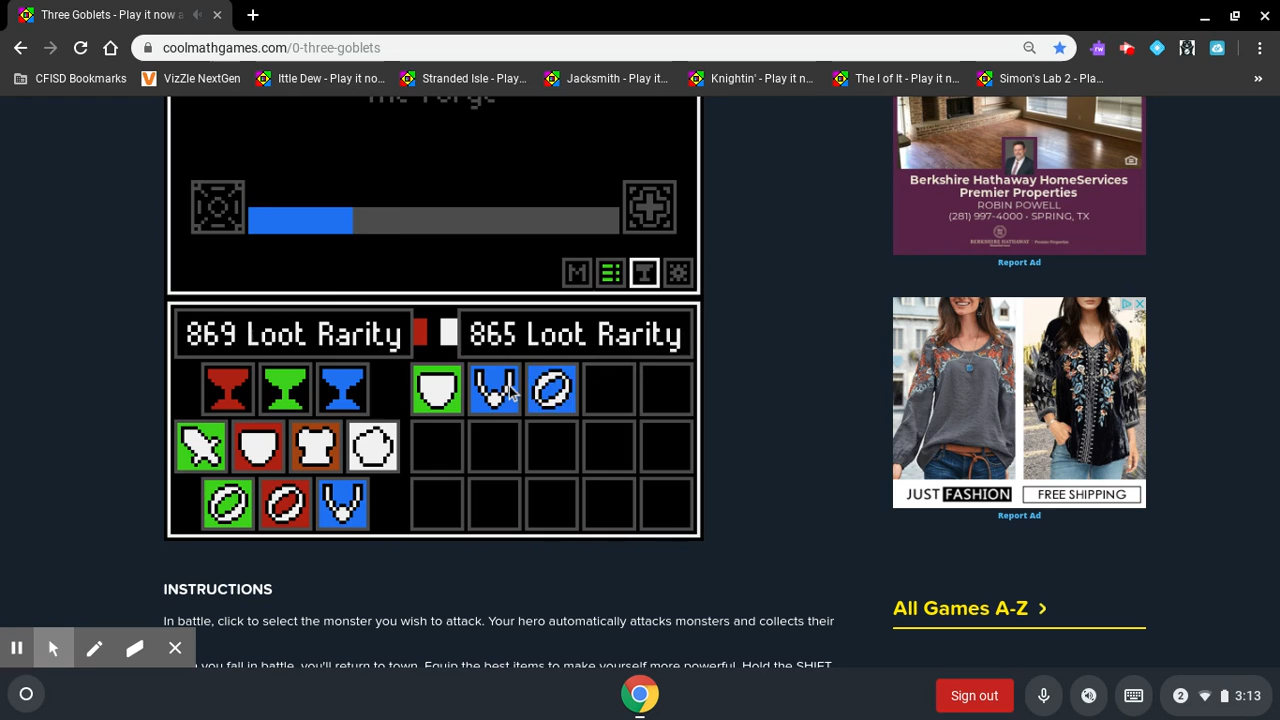 Three Goblets - Play it now a
coolmathgames.com/0-three-goblets
CFISD Bookmarks
VizZle NextGen
Ittle Dew - Play it no...
Stranded Isle - Play...
Jacksmith - Play it...
Knightin' - Play it n...
The I of It - Play it n...
Simon's Lab 2 - Pla...
The Forge
M
869 Loot Rarity
865 Loot Rarity
Berkshire Hathaway HomeServices
Premier Properties
ROBIN POWELL
(281) 997-4000 • SPRING, TX
BERKSHIRE HATHAWAY
Report Ad
JUST FASHION
FREE SHIPPING
Report Ad
INSTRUCTIONS
In battle, click to select the monster you wish to attack. Your hero automatically attacks monsters and collects their
you fall in battle, you'll return to town. Equip the best items to make yourself more powerful. Hold the SHIFT
All Games A-Z
Sign out
2
3:13